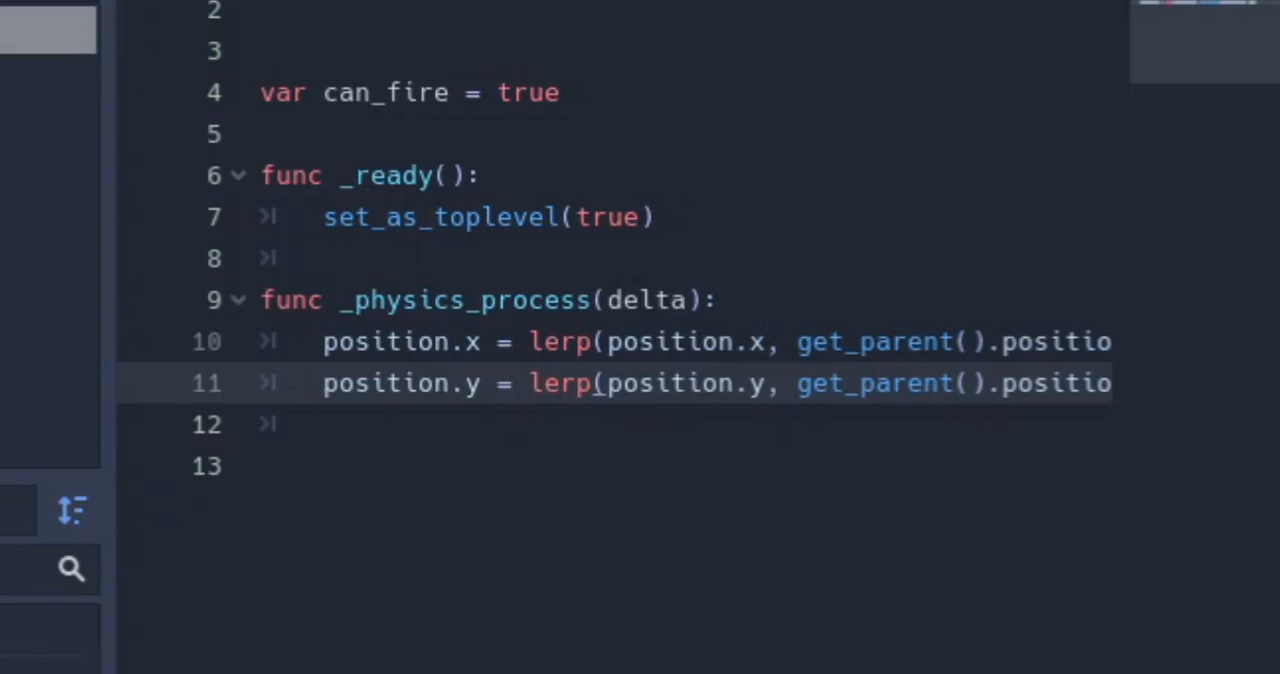 2
3
4 var can_fire = true
5
6 func _ready():
7 set_as_toplevel(true)
8
9 func _physics_process(delta):
10 position.x = lerp(position.x, get_parent().positio
11 position.y = lerp(position.y, get_parent().positio
12
13